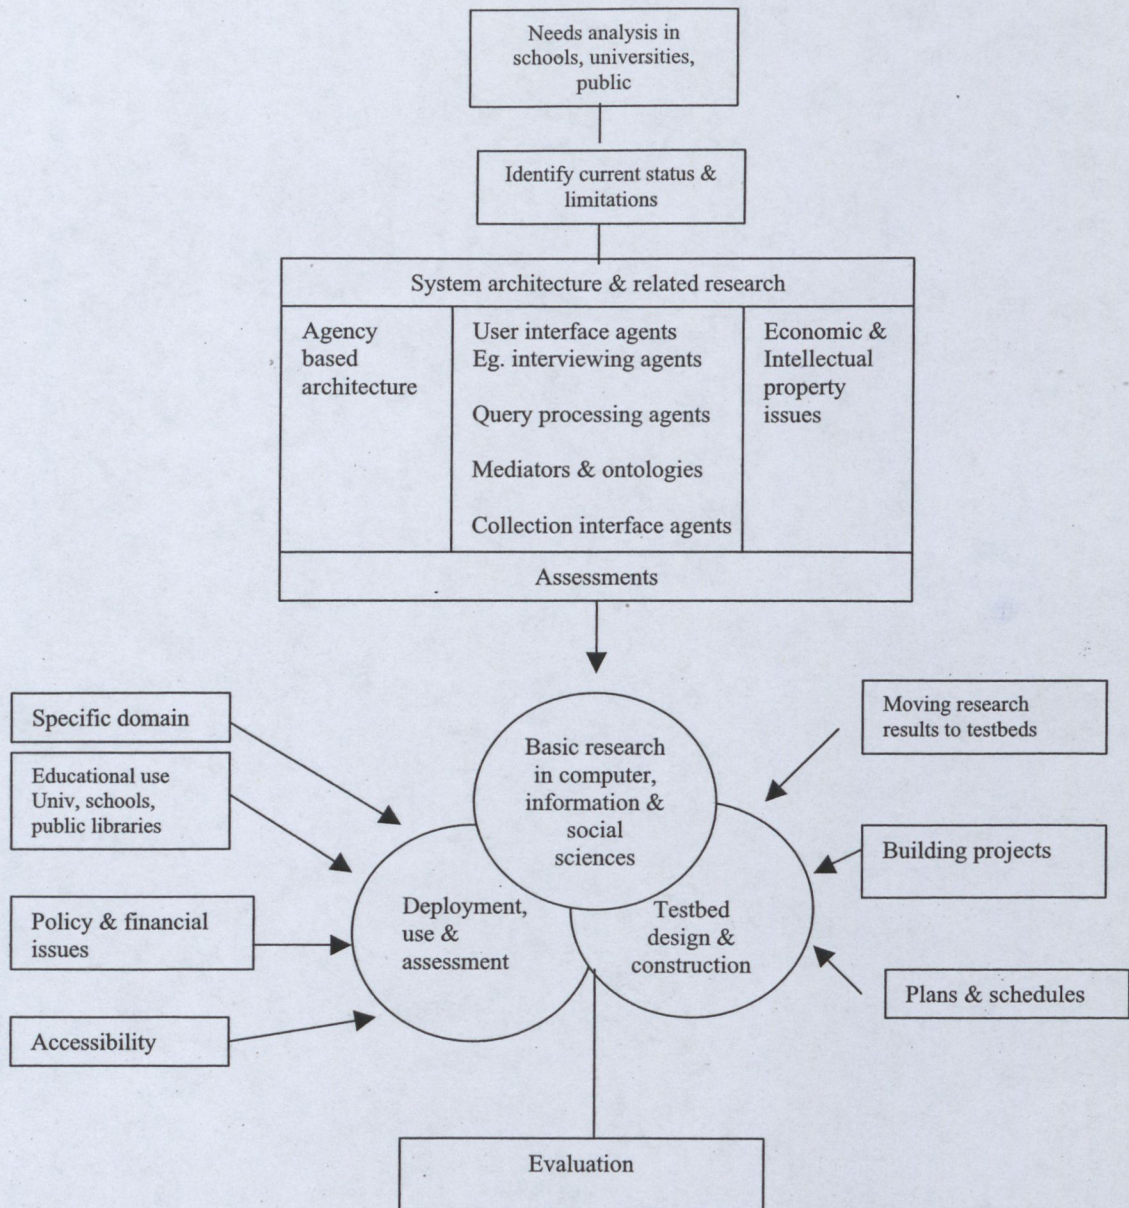 Needs analysis in
schools, universities,
public
Identify current status &
limitations
System architecture & related research
Agency
based
architecture
User interface agents
Eg. interviewing agents
Query processing agents
Mediators & ontologies
Collection interface agents
Economic &
Intellectual
property
issues
Assessments
Specific domain
Educational use
Univ, schools,
public libraries
Policy & financial
issues
Accessibility
Basic research
in computer,
information &
social
sciences
Deployment,
use &
assessment
Testbed
design &
construction
Moving research
results to testbeds
Building projects
Plans & schedules
Evaluation